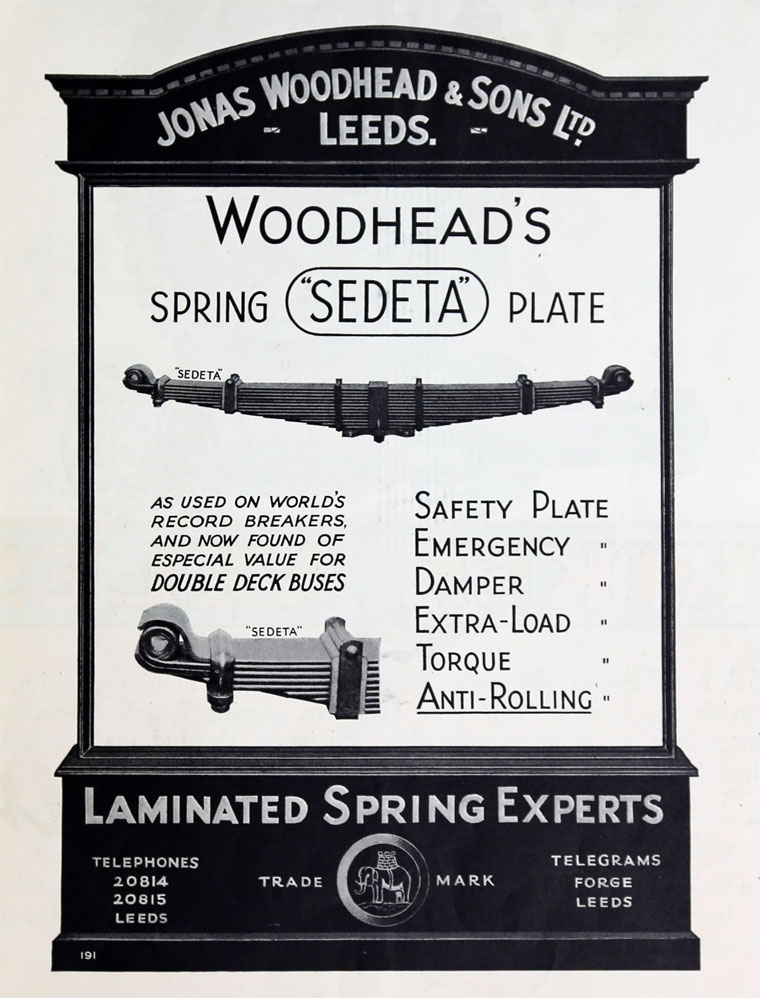 JONAS WOODHEAD & SONS LTD.
LEEDS.
WOODHEAD'S
SPRING "SEDETA" PLATE
"SEDETA"
AS USED ON WORLD'S
RECORD BREAKERS,
AND NOW FOUND OF
ESPECIAL VALUE FOR
DOUBLE DECK BUSES
"SEDETA"
SAFETY PLATE
EMERGENCY "
DAMPER "
EXTRA-LOAD "
TORQUE "
ANTI-ROLLING "
LAMINATED SPRING EXPERTS
TELEPHONES
20814
20815
LEEDS
TRADE MARK
TELEGRAMS
FORGE
LEEDS
191